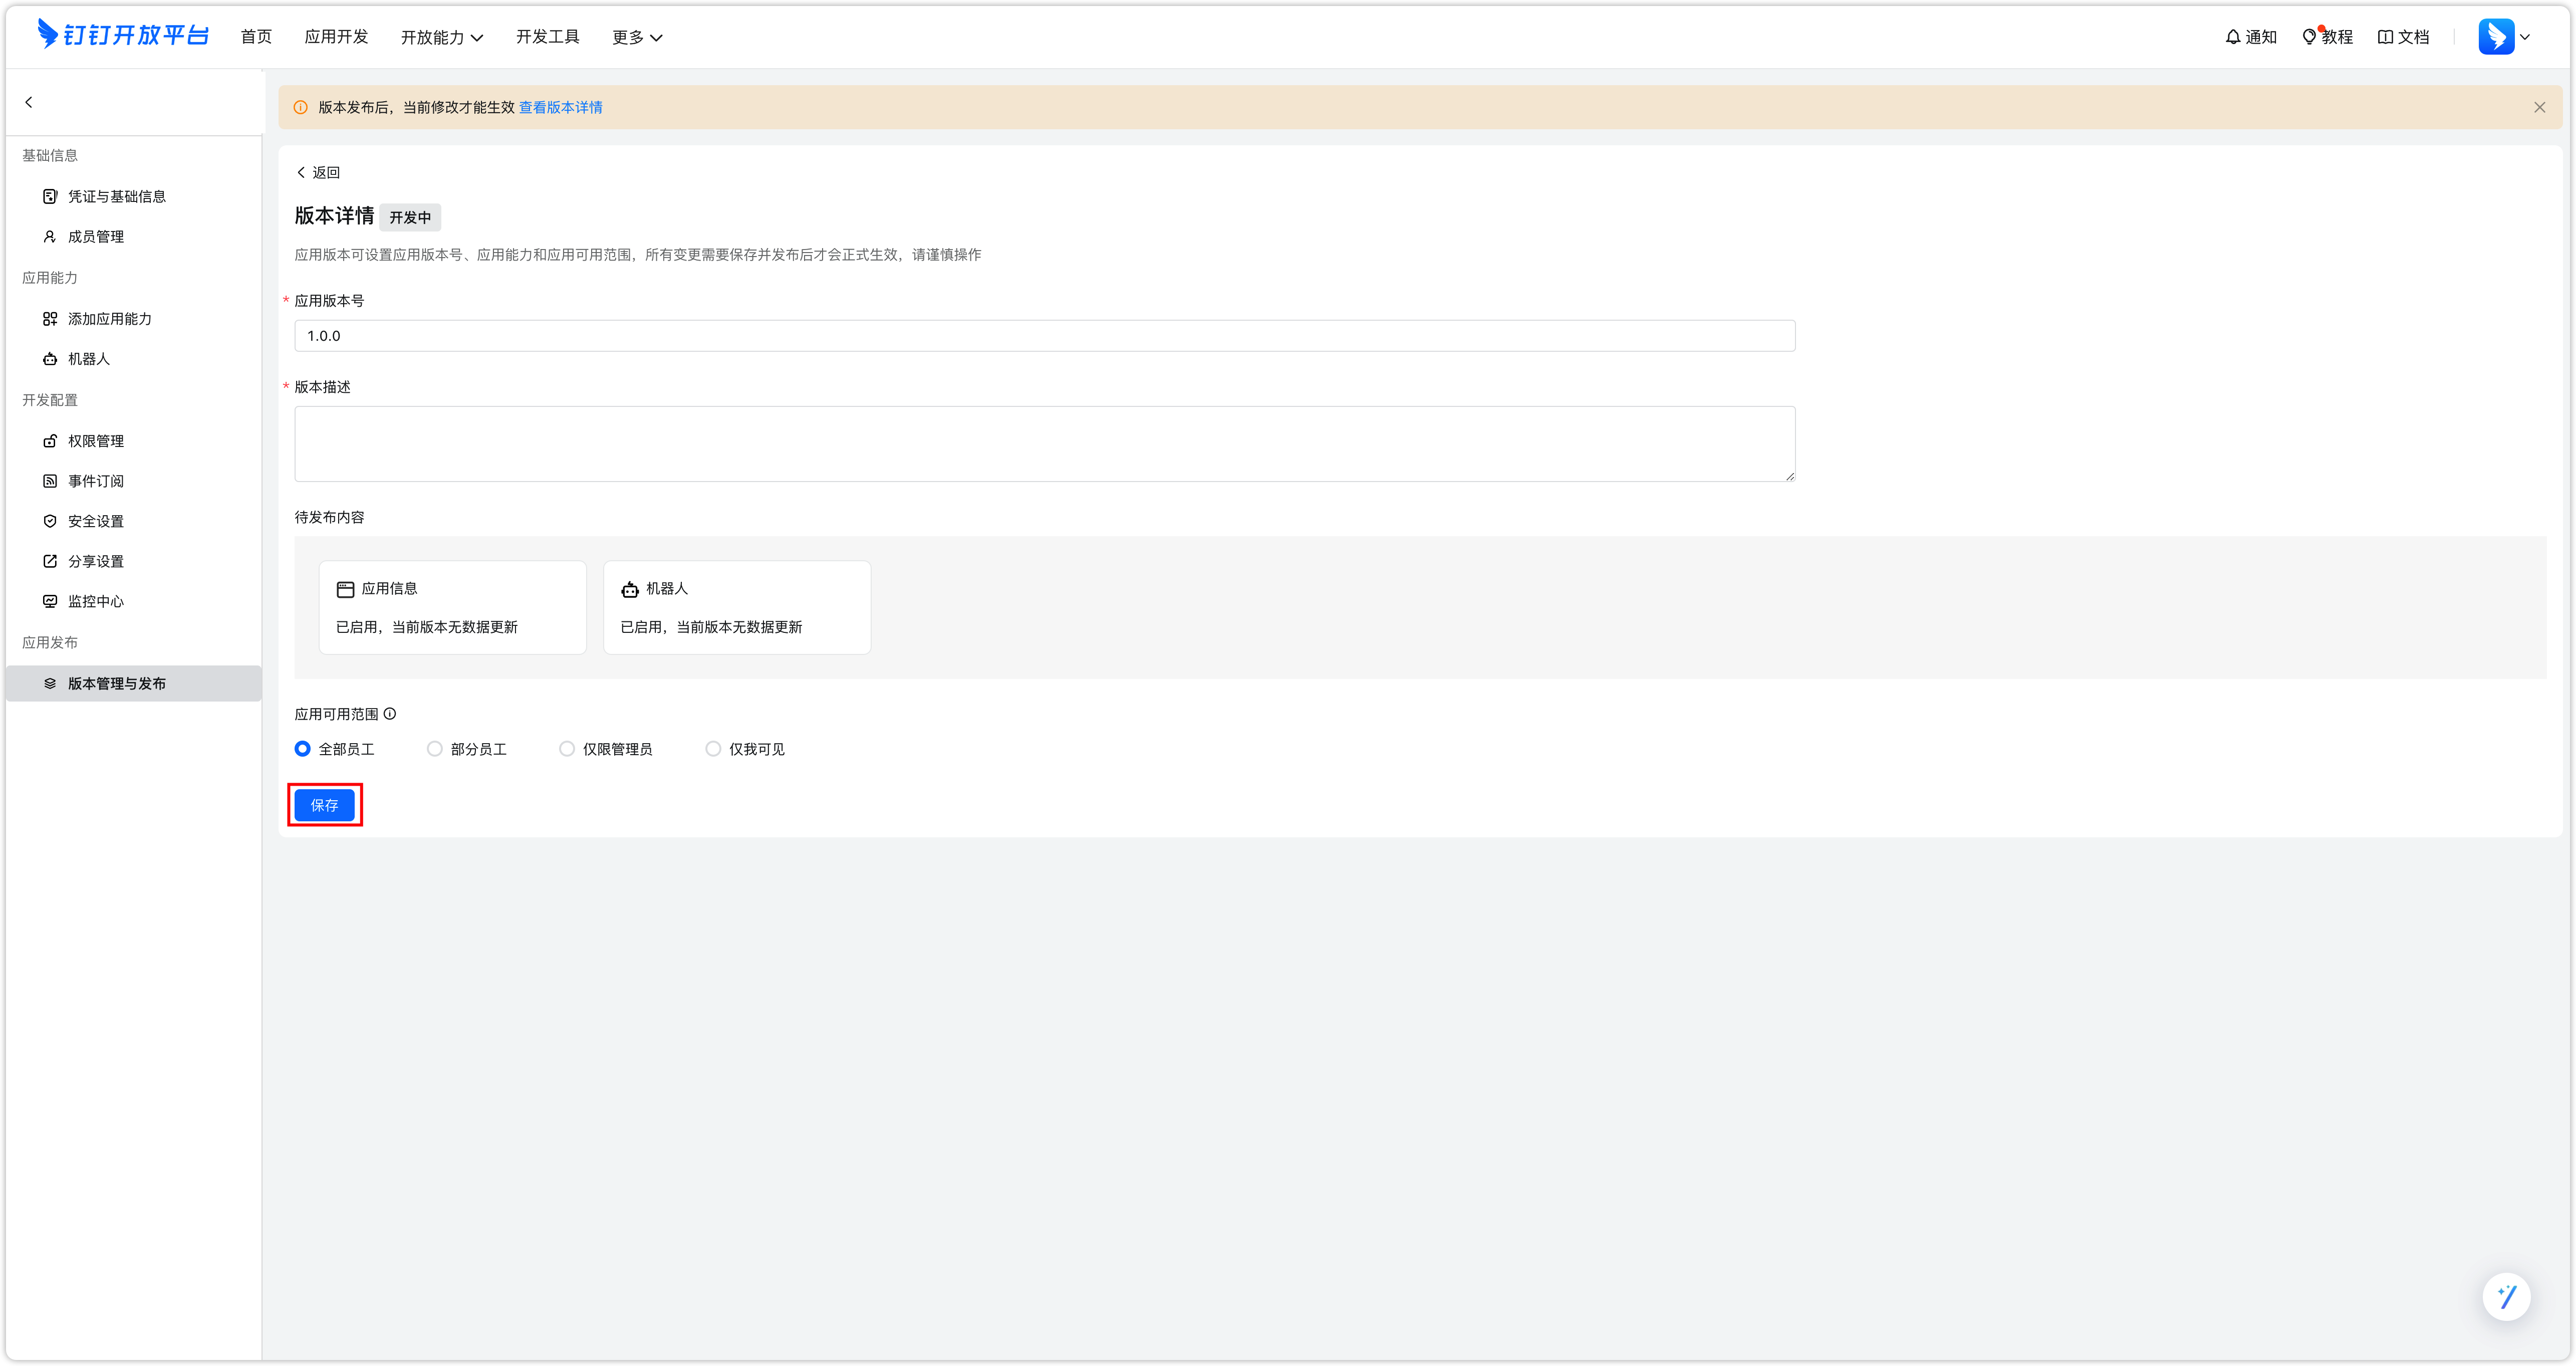 钉钉开放平台
首页
应用开发
开放能力
开发工具
更多
通知
教程
文档
版本发布后，当前修改才能生效 查看版本详情
基础信息
凭证与基础信息
成员管理
应用能力
添加应用能力
机器人
开发配置
权限管理
事件订阅
安全设置
分享设置
监控中心
应用发布
版本管理与发布
返回
版本详情 开发中
应用版本可设置应用版本号、应用能力和应用可用范围，所有变更需要保存并发布后才会正式生效，请谨慎操作
* 应用版本号
1.0.0
* 版本描述
待发布内容
应用信息
已启用，当前版本无数据更新
机器人
已启用，当前版本无数据更新
应用可用范围
全部员工
部分员工
仅限管理员
仅我可见
保存